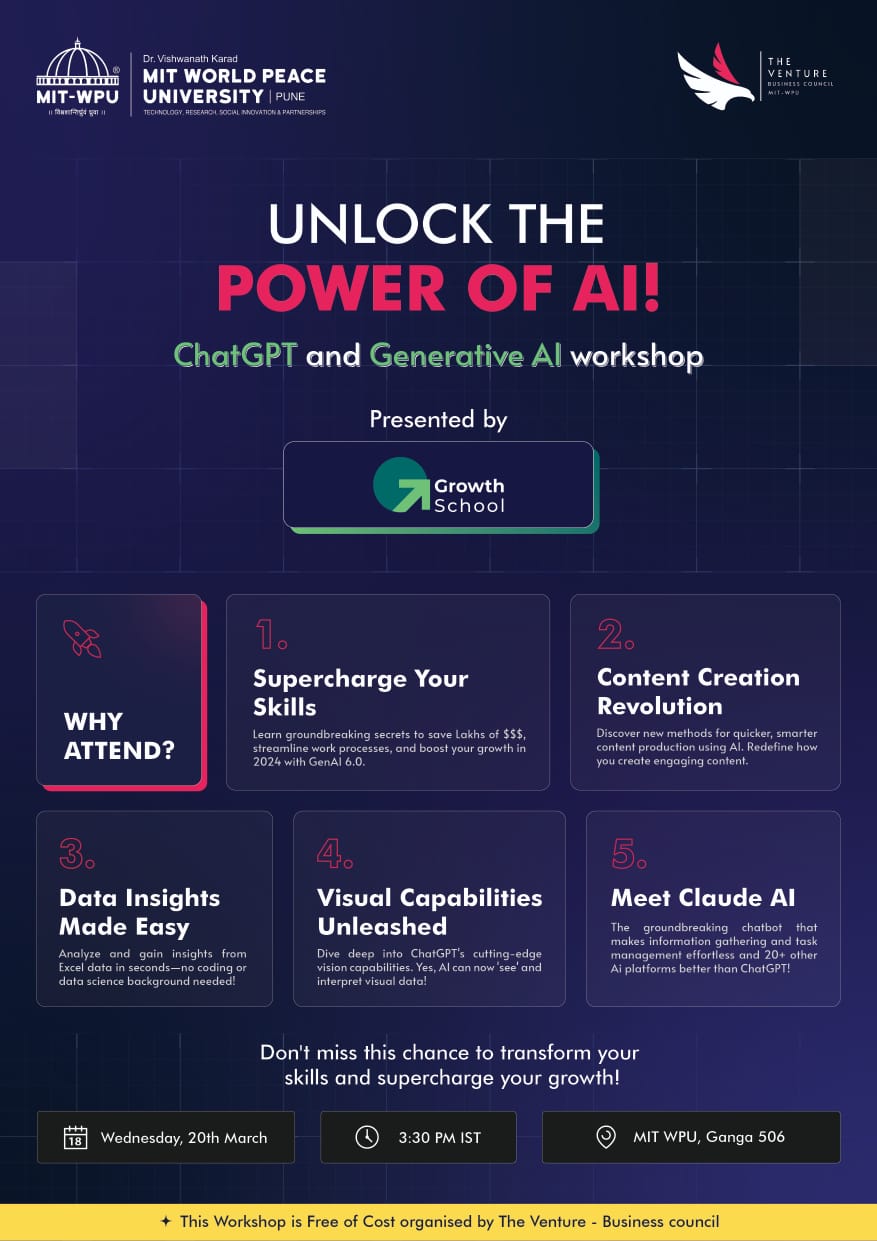 Dr. Vishwanath Karad
MIT WORLD PEACE
UNIVERSITY | PUNE
TECHNOLOGY, RESEARCH, SOCIAL INNOVATION & PARTNERSHIPS
MIT-WPU
®
THE
VENTURE
BUSINESS COUNCIL
MIT-WPU
UNLOCK THE
POWER OF AI!
ChatGPT and Generative AI workshop
Presented by
Growth
School
WHY
ATTEND?
1.
Supercharge Your
Skills
Learn groundbreaking secrets to save Lakhs of $$$,
streamline work processes, and boost your growth in
2024 with GenAI 6.0.
2.
Content Creation
Revolution
Discover new methods for quicker, smarter
content production using AI. Redefine how
you create engaging content.
3.
Data Insights
Made Easy
Analyze and gain insights from
Excel data in seconds—no coding or
data science background needed!
4.
Visual Capabilities
Unleashed
Dive deep into ChatGPT's cutting-edge
vision capabilities. Yes, AI can now 'see' and
interpret visual data!
5.
Meet Claude AI
The groundbreaking chatbot that
makes information gathering and task
management effortless and 20+ other
Ai platforms better than ChatGPT!
Don't miss this chance to transform your
skills and supercharge your growth!
18
Wednesday, 20th March
3:30 PM IST
MIT WPU, Ganga 506
This Workshop is Free of Cost organised by The Venture - Business council